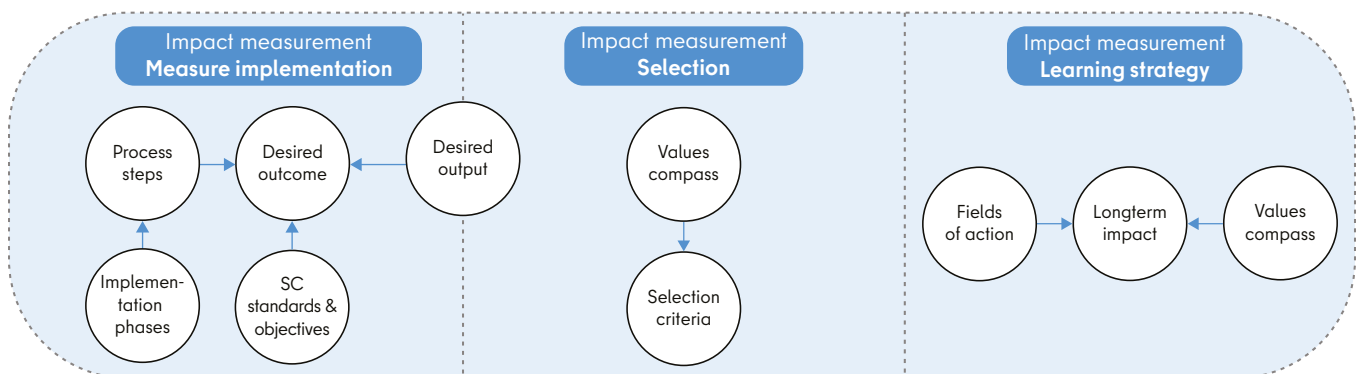 Impact measurement
Measure implementation
Impact measurement
Selection
Impact measurement
Learning strategy
Process
steps
Desired
outcome
Desired
output
Implemen-
tation
phases
SC
standards &
objectives
Values
compass
Selection
criteria
Fields
of action
Longterm
impact
Values
compass